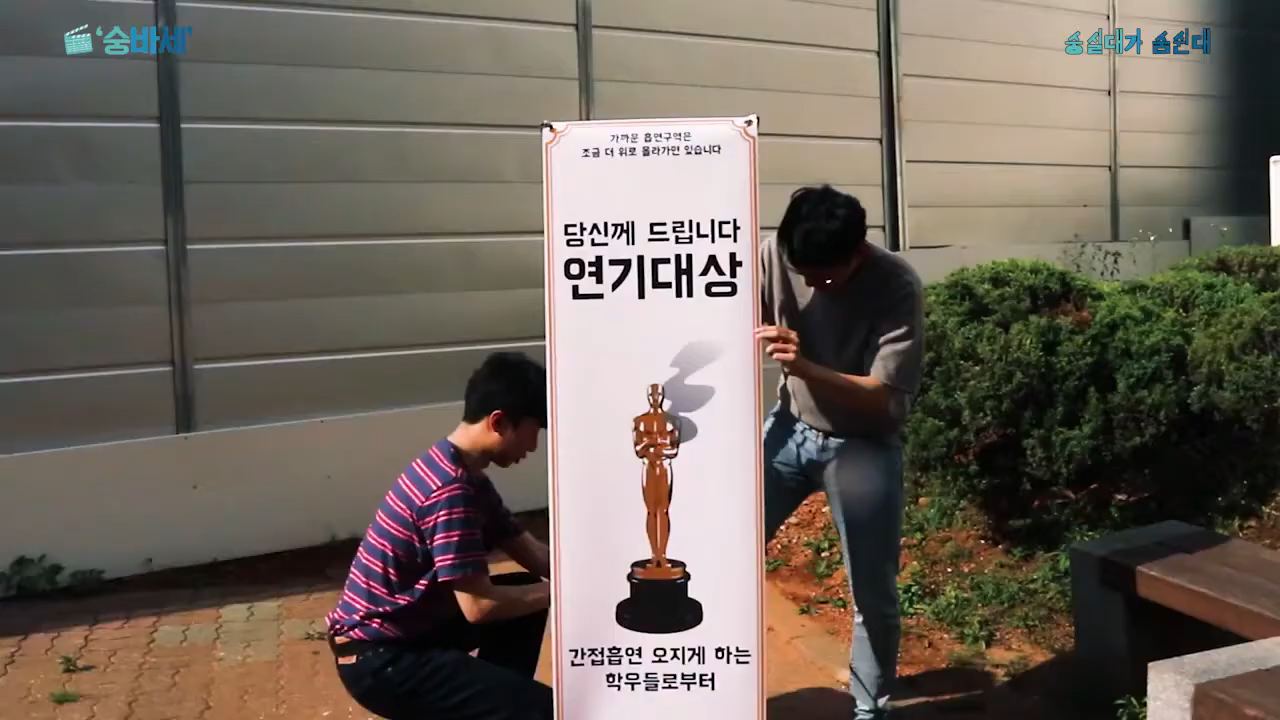 '숭바세'
숭실대가 숨쉰대
가까운 흡연구역은
조금 더 위로 올라가면 있습니다
당신께 드립니다
연기대상
간접흡연 오지게 하는
학우들로부터